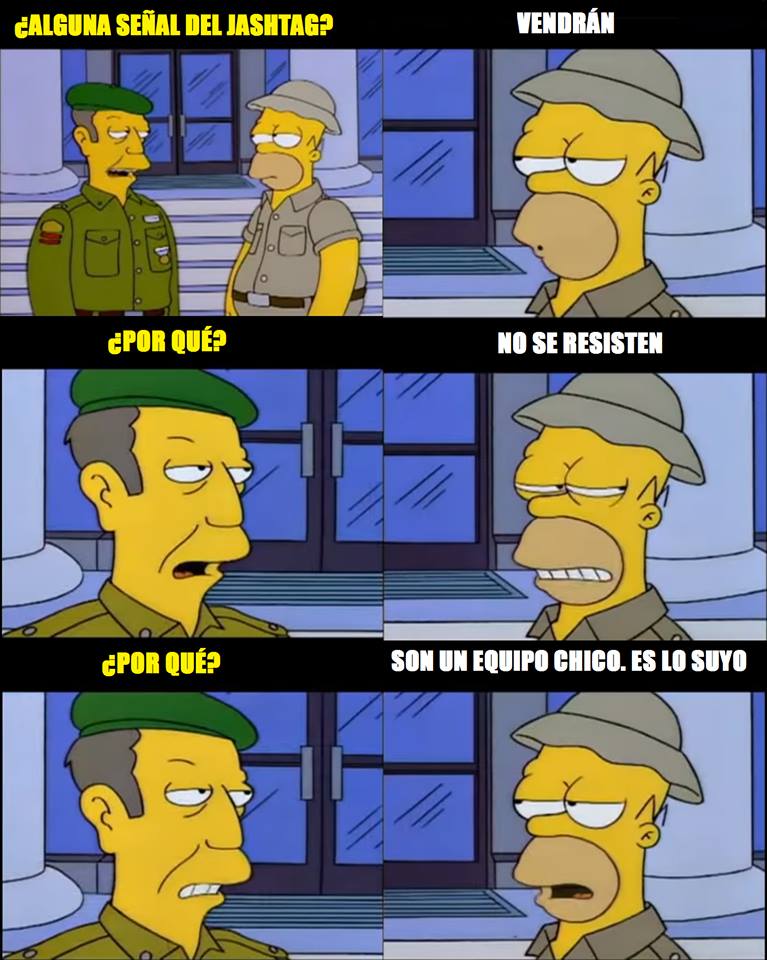 ¿ALGUNA SEÑAL DEL JASHTAG?
VENDRÁN
¿POR QUÉ?
NO SE RESISTEN
¿POR QUÉ?
SON UN EQUIPO CHICO. ES LO SUYO